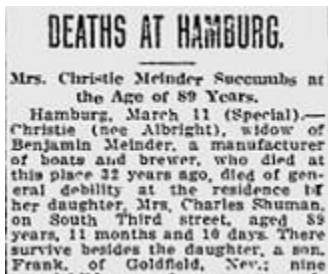 DEATHS AT HAMBURG.
Mrs. Christie Meinder Succumbs at
the Age of 89 Years.
Hamburg, March 11 (Special).—
Christie (nee Albright), widow of
Benjamin Meinder, a manufacturer
of boats and brewer, who died at
this place 32 years ago, died of gen-
eral debility at the residence of
her daughter, Mrs. Charles Shuman,
on South Third street, aged 89
years, 11 months and 10 days. There
survive besides the daughter, a son,
Frank, of Goldfield, Nev.; nine